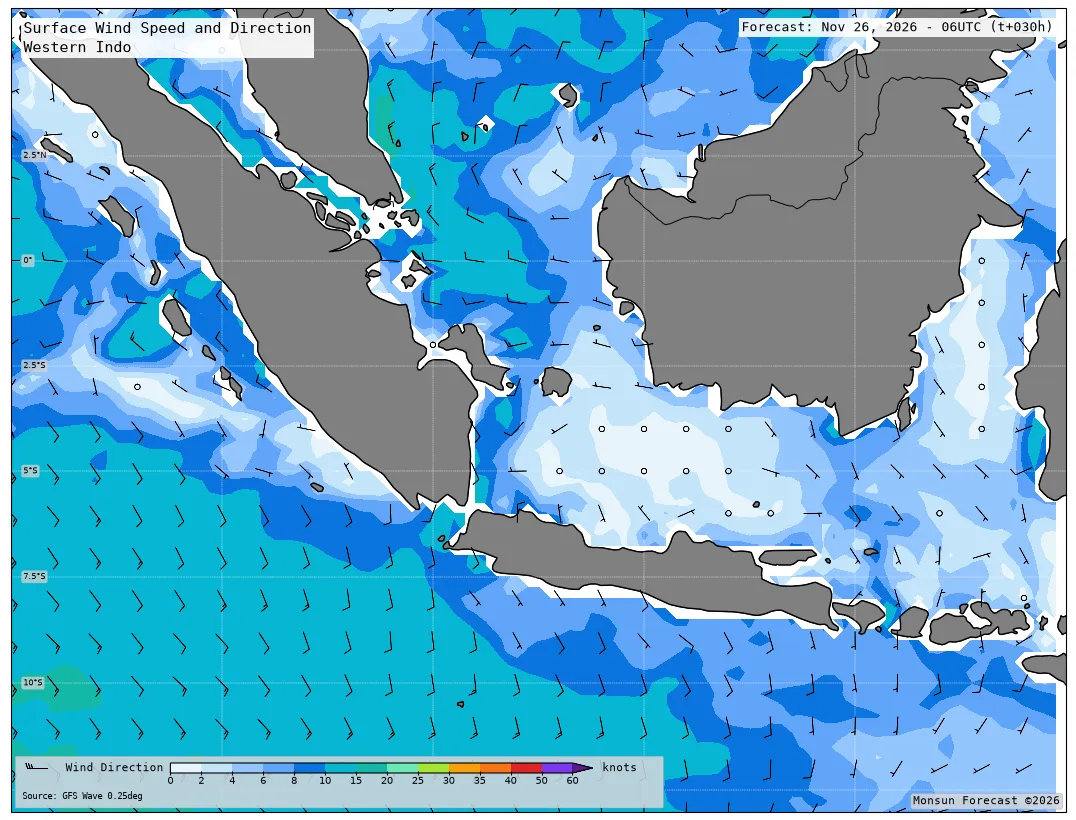 Surface Wind Speed and Direction
Western Indo
Forecast: Nov 26, 2026 - 06UTC (t+030h)
2.5°N
0°
2.5°S
5°S
7.5°S
10°S
Wind Direction
0 2 4 6 8 10 15 20 25 30 35 40 50 60
knots
Source: GFS Wave 0.25deg
Monsun Forecast ©2026